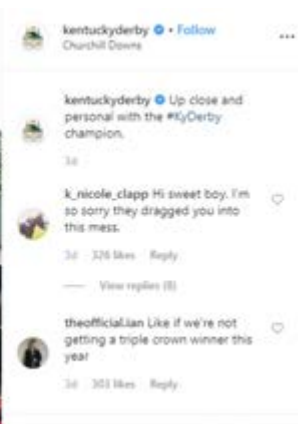 kentuckyderby • Follow
Churchill Downs
kentuckyderby Up close and
personal with the #KyDerby
champion.
3d
k_nicole_clapp Hi sweet boy. I'm
so sorry they dragged you into
this mess.
3d 326 likes Reply
View replies (8)
theofficial.ian Like if we're not
getting a triple crown winner this
year
3d 303 likes Reply